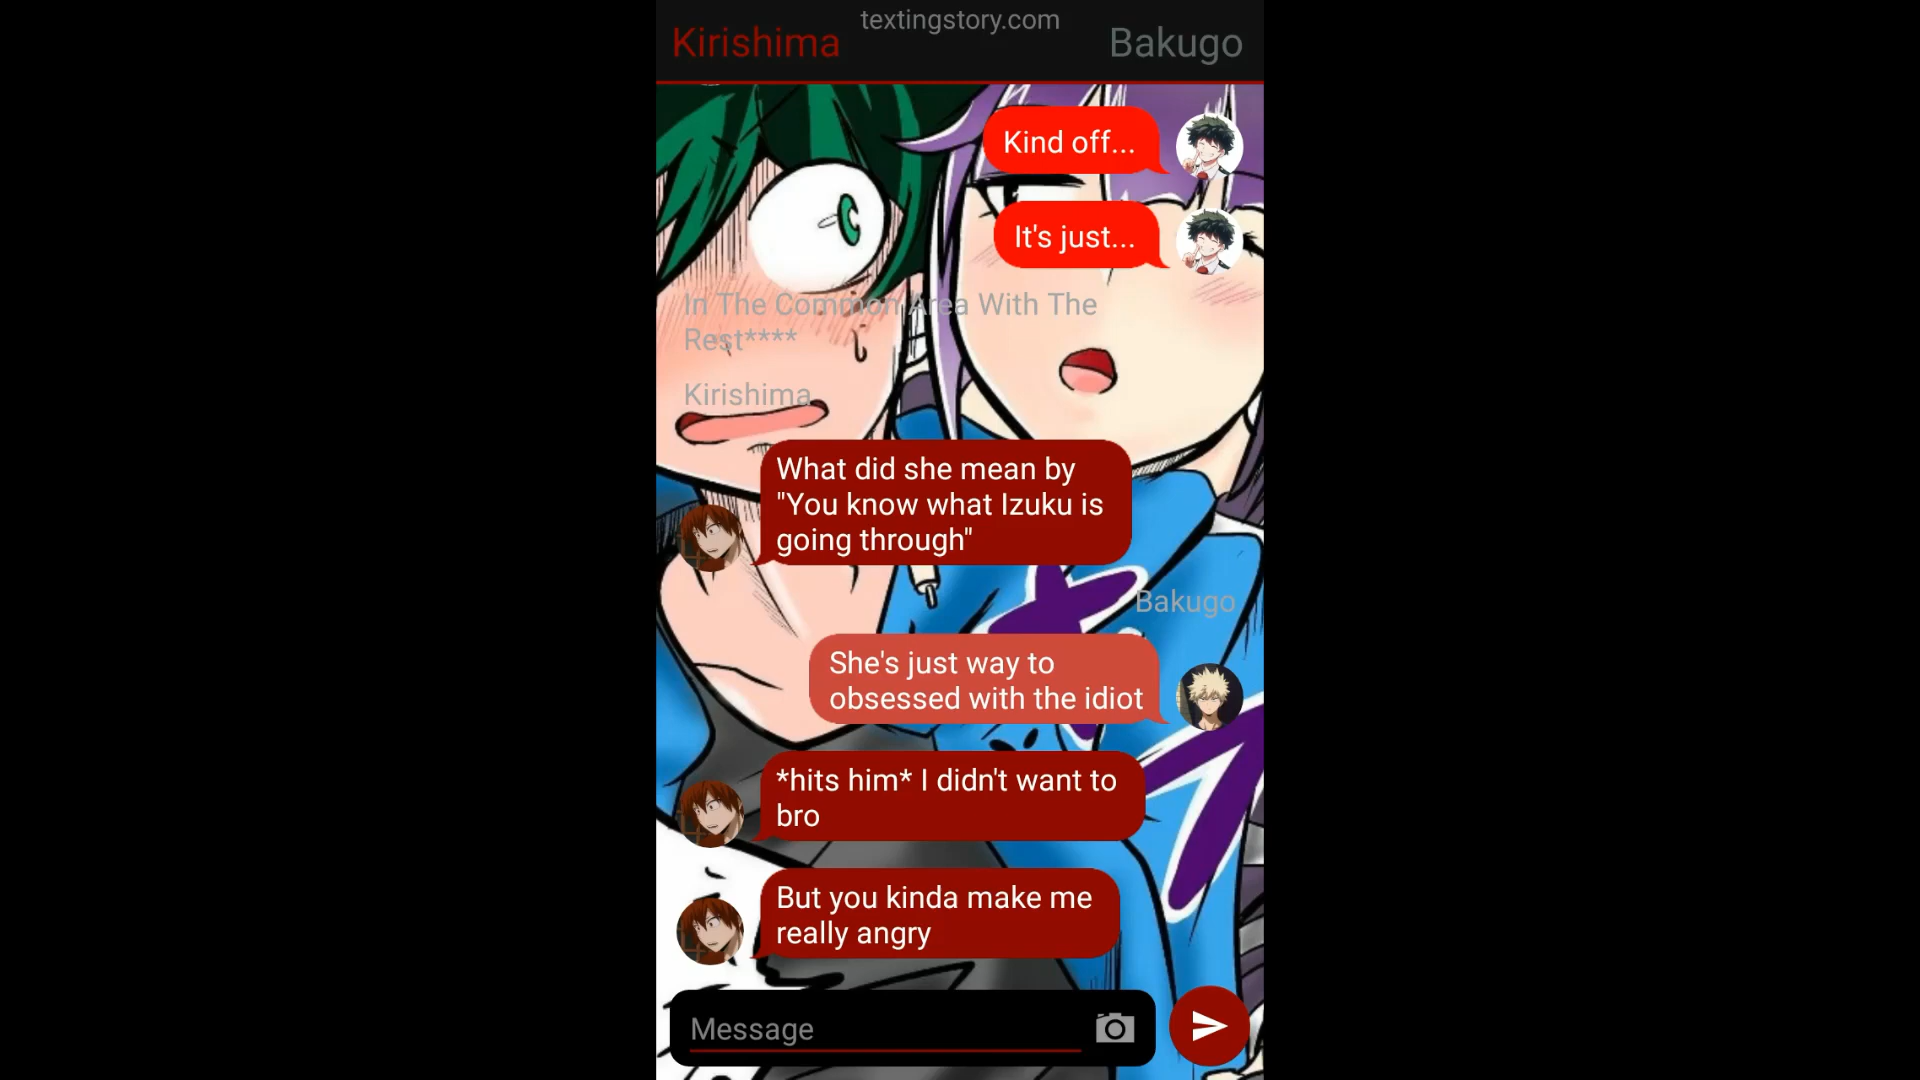 textingstory.com
Kirishima
Bakugo
Kind off...
It's just...
In The Common Area With The
Rest****
Kirishima
What did she mean by
"You know what Izuku is
going through"
Bakugo
She's just way to
obsessed with the idiot
*hits him* I didn't want to
bro
But you kinda make me
really angry
Message